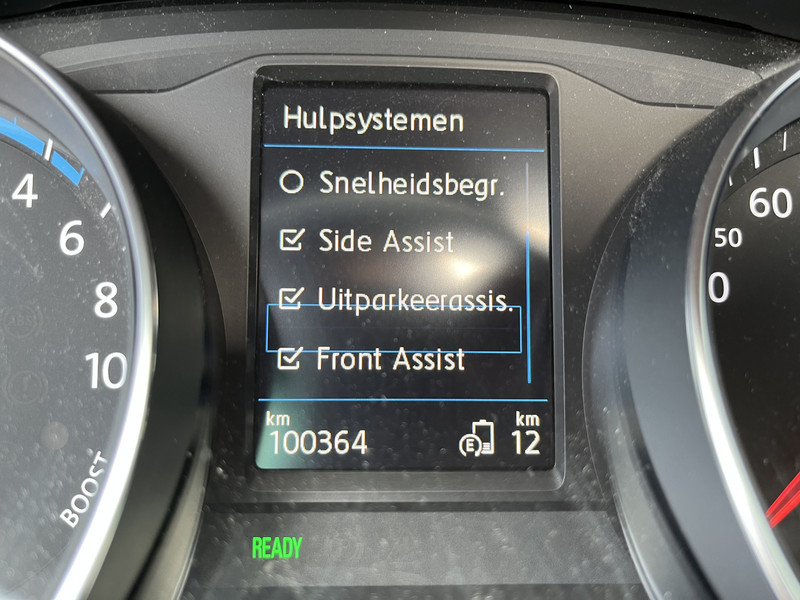 Hulpsystemen
Snelheidsbegr.
Side Assist
Uitparkeerassis.
Front Assist
km
100364
E
km
12
READY
4
6
8
10
BOOST
60
50
0